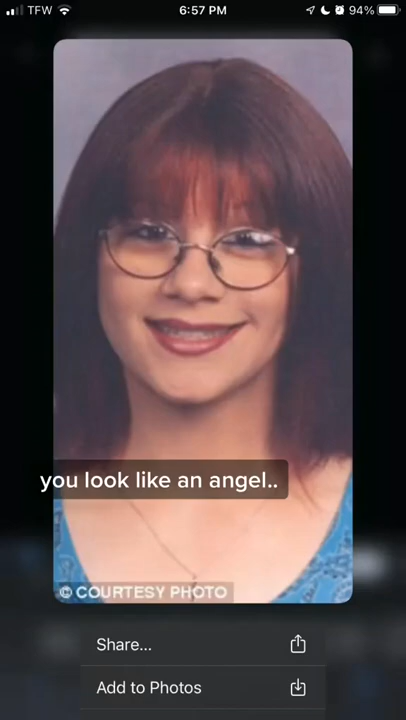 TFW 6:57 PM 94%
you look like an angel..
© COURTESY PHOTO
Share...
Add to Photos